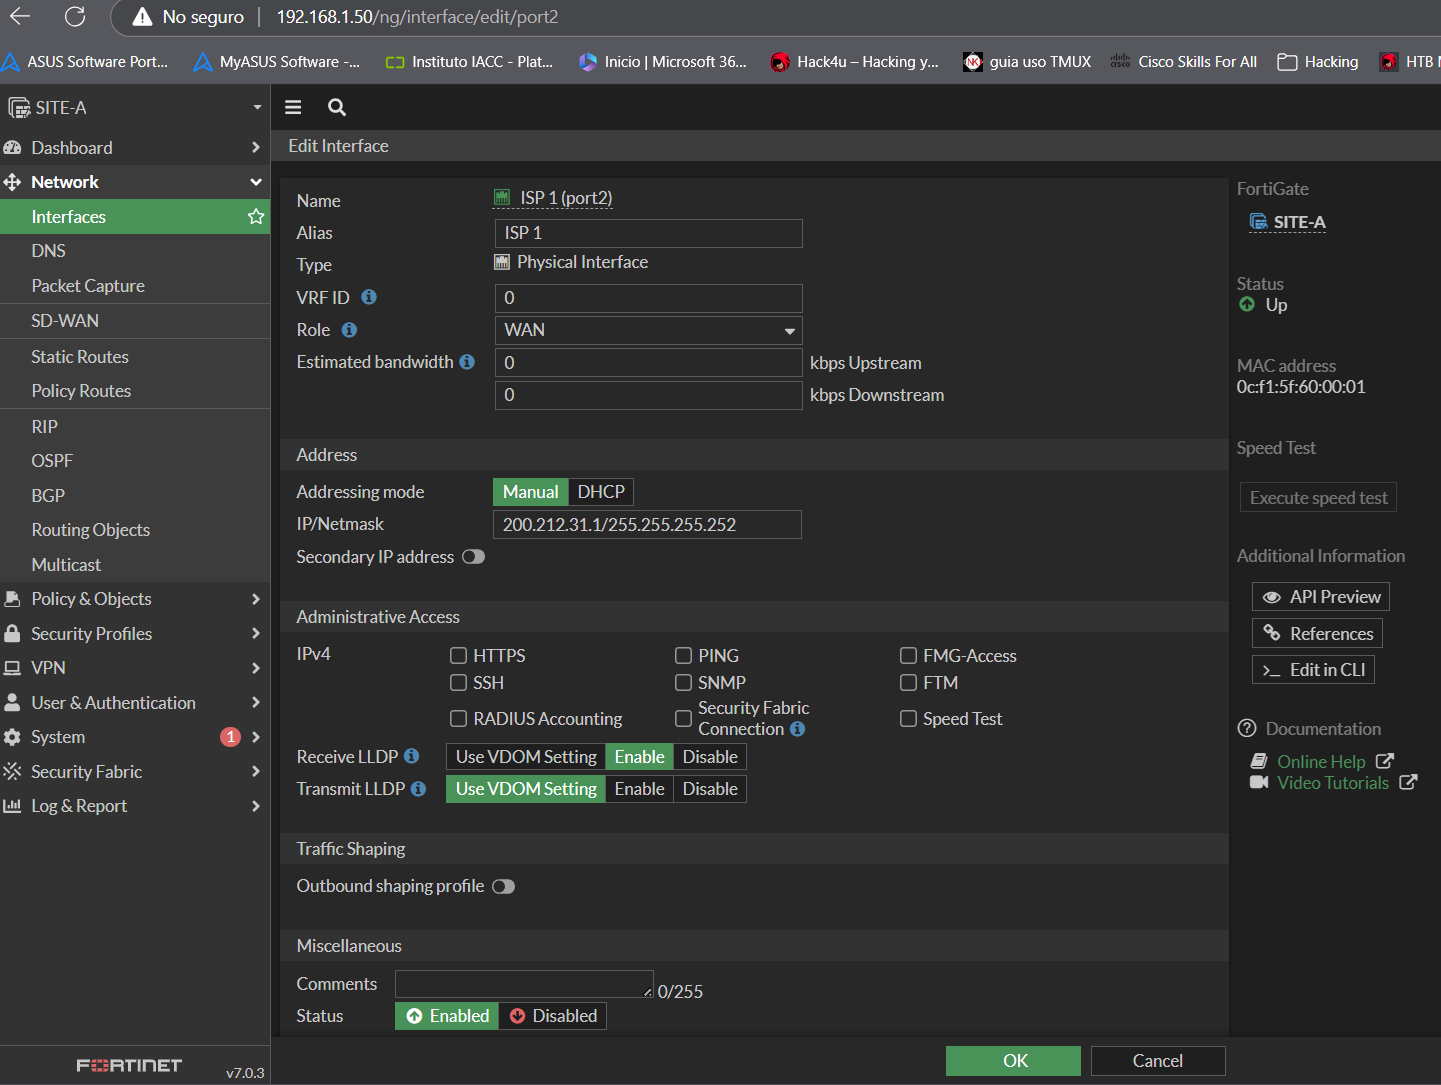 No seguro
192.168.1.50/ng/interface/edit/port2
ASUS Software Port...
MyASUS Software -...
Instituto IACC - Plat...
Inicio | Microsoft 36...
Hack4u – Hacking y...
guia uso TMUX
Cisco Skills For All
Hacking
HTB
SITE-A
Dashboard
Network
Interfaces
DNS
Packet Capture
SD-WAN
Static Routes
Policy Routes
RIP
OSPF
BGP
Routing Objects
Multicast
Policy & Objects
Security Profiles
VPN
User & Authentication
System 1
Security Fabric
Log & Report
FORTINET
v7.0.3
Edit Interface
Name ISP 1 (port2)
Alias ISP 1
Type Physical Interface
VRF ID 0
Role WAN
Estimated bandwidth 0 kbps Upstream
0 kbps Downstream
Address
Addressing mode Manual DHCP
IP/Netmask 200.212.31.1/255.255.255.252
Secondary IP address
Administrative Access
IPv4 HTTPS PING FMG-Access
SSH SNMP FTM
RADIUS Accounting Security Fabric Connection Speed Test
Receive LLDP Use VDOM Setting Enable Disable
Transmit LLDP Use VDOM Setting Enable Disable
Traffic Shaping
Outbound shaping profile
Miscellaneous
Comments 0/255
Status Enabled Disabled
OK Cancel
FortiGate
SITE-A
Status
Up
MAC address
0c:f1:5f:60:00:01
Speed Test
Execute speed test
Additional Information
API Preview
References
>_ Edit in CLI
Documentation
Online Help
Video Tutorials